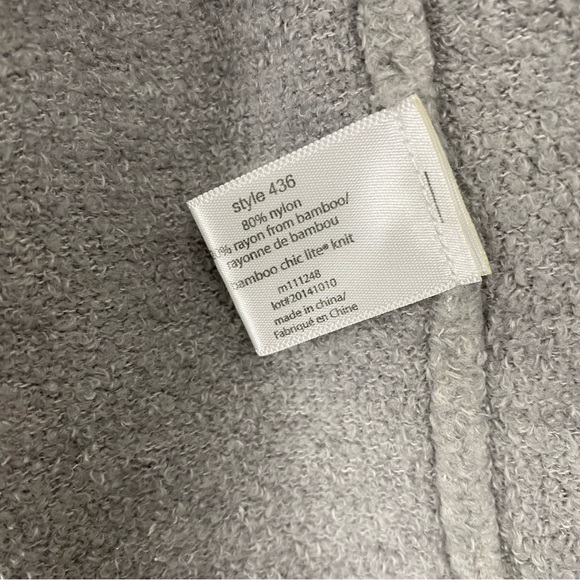 style 436
80% nylon
0% rayon from bamboo/
rayonne de bambou
bamboo chic lite® knit
m111248
lot#20141010
made in china/
Fabriqué en Chine